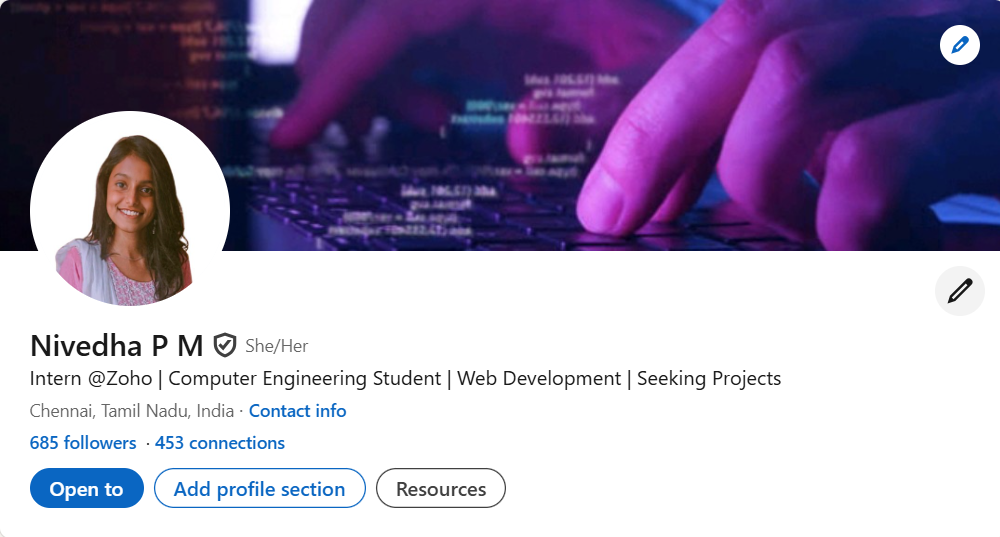 Nivedha P M She/Her
Intern @Zoho | Computer Engineering Student | Web Development | Seeking Projects
Chennai, Tamil Nadu, India · Contact info
685 followers · 453 connections
Open to Add profile section Resources